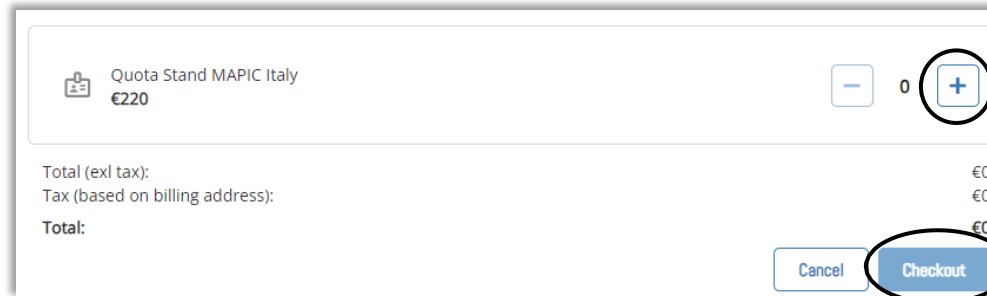 Quota Stand MAPIC Italy
€220
− 0 +
Total (exl tax): €0
Tax (based on billing address): €0
Total: €0
Cancel Checkout